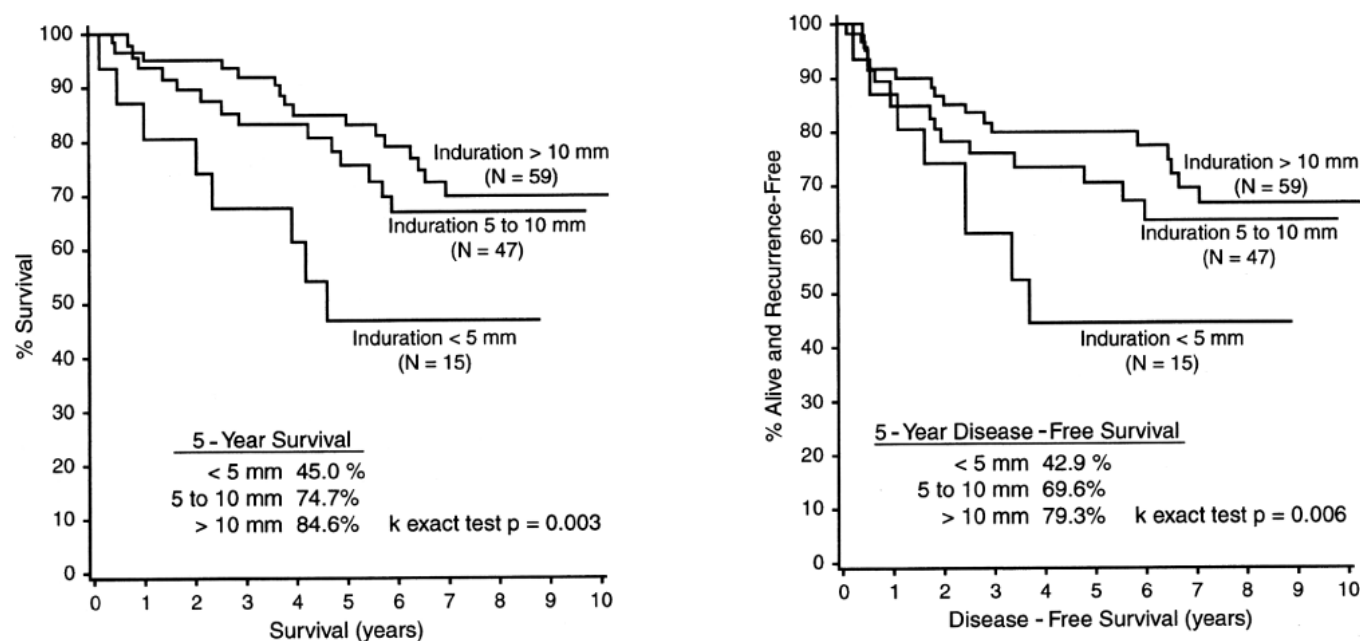 100
90
80
70
60
50
40
30
20
10
0
% Survival
Induration > 10 mm
(N = 59)
Induration 5 to 10 mm
(N = 47)
Induration < 5 mm
(N = 15)
5 - Year Survival
< 5 mm 45.0 %
5 to 10 mm 74.7%
> 10 mm 84.6% k exact test p = 0.003
0 1 2 3 4 5 6 7 8 9 10
Survival (years)
100
90
80
70
60
50
40
30
20
10
0
% Alive and Recurrence-Free
Induration > 10 mm
(N = 59)
Induration 5 to 10 mm
(N = 47)
Induration < 5 mm
(N = 15)
5 - Year Disease - Free Survival
< 5 mm 42.9 %
5 to 10 mm 69.6%
> 10 mm 79.3% k exact test p = 0.006
0 1 2 3 4 5 6 7 8 9 10
Disease - Free Survival (years)